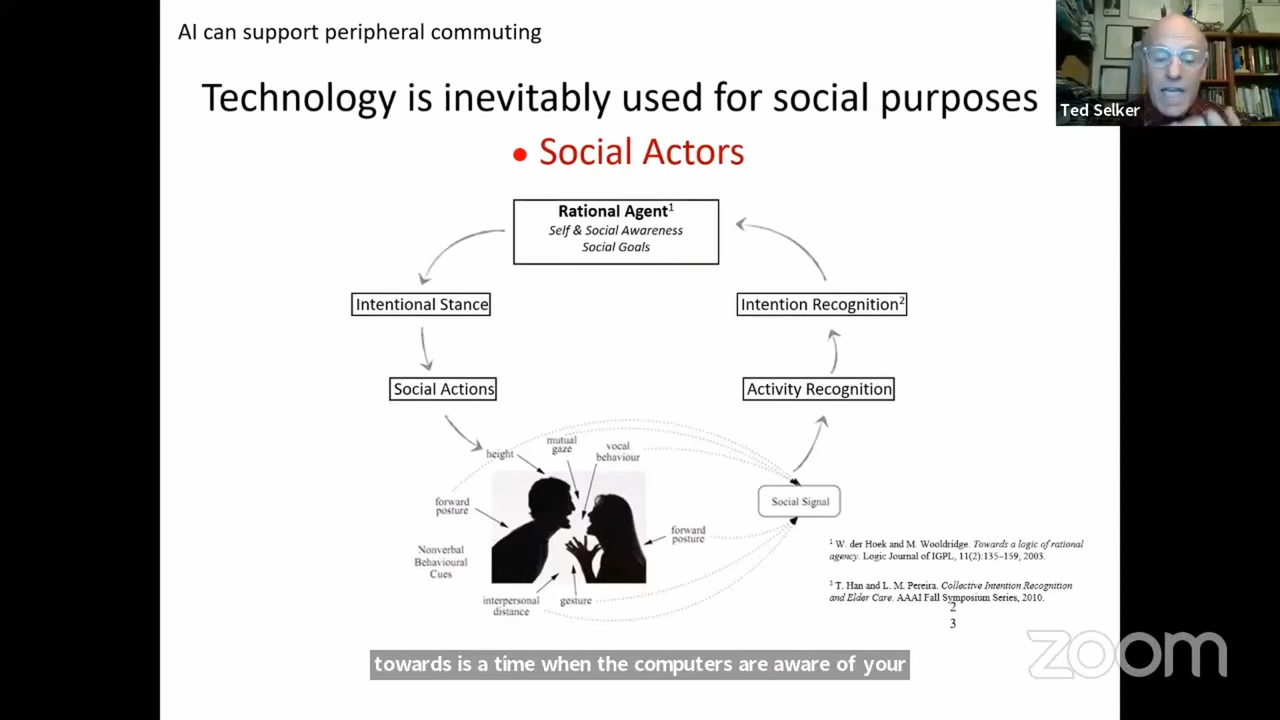 AI can support peripheral commuting
Ted Selker
Technology is inevitably used for social purposes
• Social Actors
Rational Agent¹
Self & Social Awareness
Social Goals
Intentional Stance
Intention Recognition²
Social Actions
Activity Recognition
height
mutual
gaze
vocal
behaviour
forward
posture
Social Signal
forward
posture
Nonverbal
Behavioural
Cues
interpersonal
distance
gesture
¹ W. der Hoek and M. Wooldridge. Towards a logic of rational
agency. Logic Journal of IGPL, 11(2):135–159, 2003.
² T. Han and L. M. Pereira. Collective Intention Recognition
and Elder Care. AAAI Fall Symposium Series, 2010.
2
3
zoom
towards is a time when the computers are aware of your